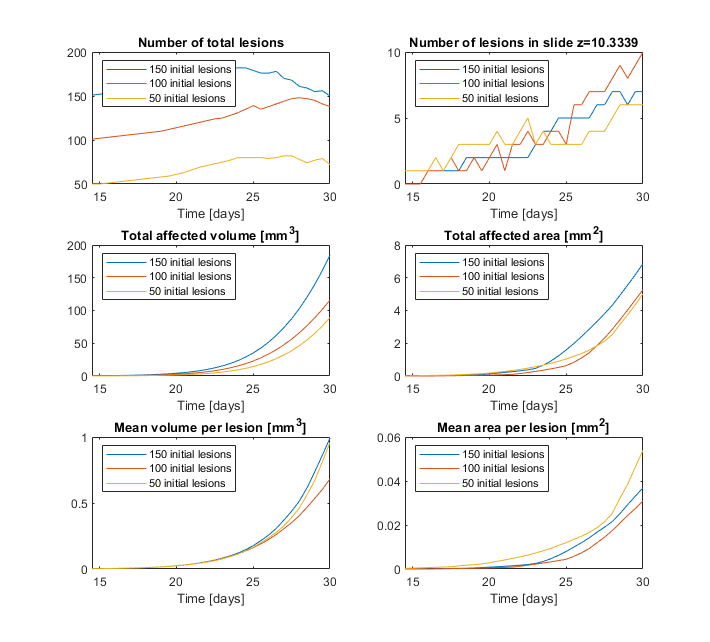 Number of total lesions
200
150
100
50
150 initial lesions
100 initial lesions
50 initial lesions
15
20
25
30
Time [days]
Number of lesions in slide z=10.3339
10
5
0
150 initial lesions
100 initial lesions
50 initial lesions
15
20
25
30
Time [days]
Total affected volume [mm³]
200
150
100
50
0
150 initial lesions
100 initial lesions
50 initial lesions
15
20
25
30
Time [days]
Total affected area [mm²]
8
6
4
2
0
150 initial lesions
100 initial lesions
50 initial lesions
15
20
25
30
Time [days]
Mean volume per lesion [mm³]
1
0.5
0
150 initial lesions
100 initial lesions
50 initial lesions
15
20
25
30
Time [days]
Mean area per lesion [mm²]
0.06
0.04
0.02
0
150 initial lesions
100 initial lesions
50 initial lesions
15
20
25
30
Time [days]